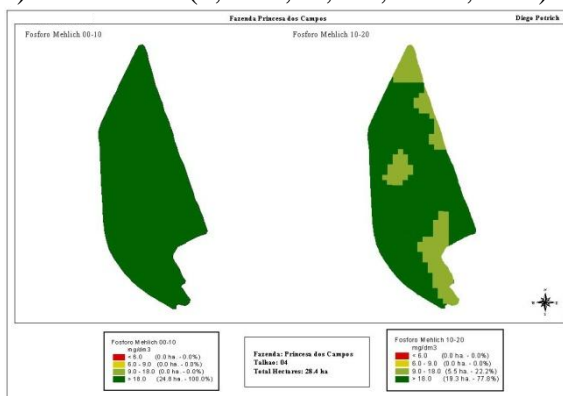 Fazenda Princesa dos Campos
Diego Potrich
Fosforo Mehlich 00-10
Fosforo Mehlich 10-20
Fosforo Mehlich 00-10
mg/dm3
< 6.0 (0.0 ha. - 0.0%)
6.0 - 9.0 (0.0 ha. - 0.0%)
9.0 - 18.0 (0.0 ha. - 0.0%)
(24.8 ha. - 100.0%)
Fazenda: Princesa dos Campos
Talhao: 04
Total Hectares: 28.4 ha
Fosforo Mehlich 10-20
mg/dm3
< 6.0 (0.0 ha. - 0.0%)
6.0 - 9.0 (0.0 ha. - 0.0%)
9.0 - 18.0 (5.5 ha. - 22.2%)
(19.3 ha. - 77.8%)